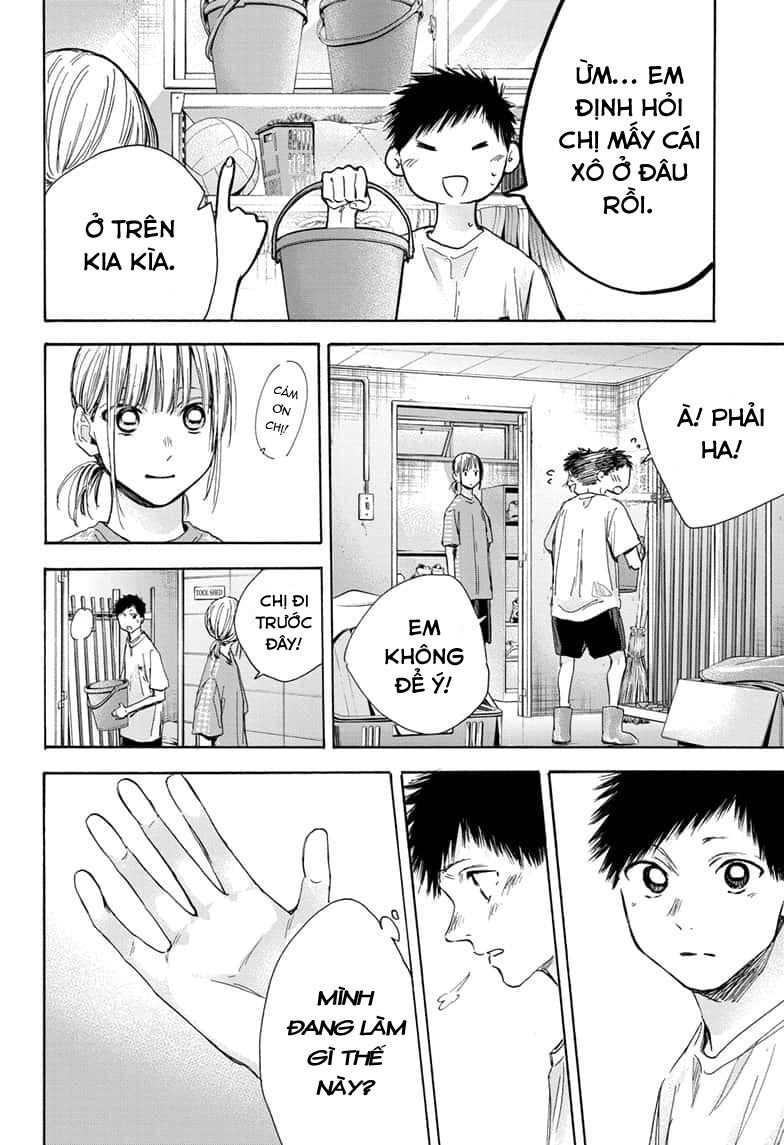 ỪM... EM
ĐỊNH HỎI
CHỊ MẤY CÁI
XÔ Ở ĐÂU
RỒI.
Ở TRÊN
KIA KÌA.
À! PHẢI
HA!
EM
KHÔNG
ĐỂ Ý!
CẢM
ƠN
CHỊ!
TOOL SHED
CHỊ ĐI
TRƯỚC
ĐÂY!
MÌNH
ĐANG LÀM
GÌ THẾ
NÀY?